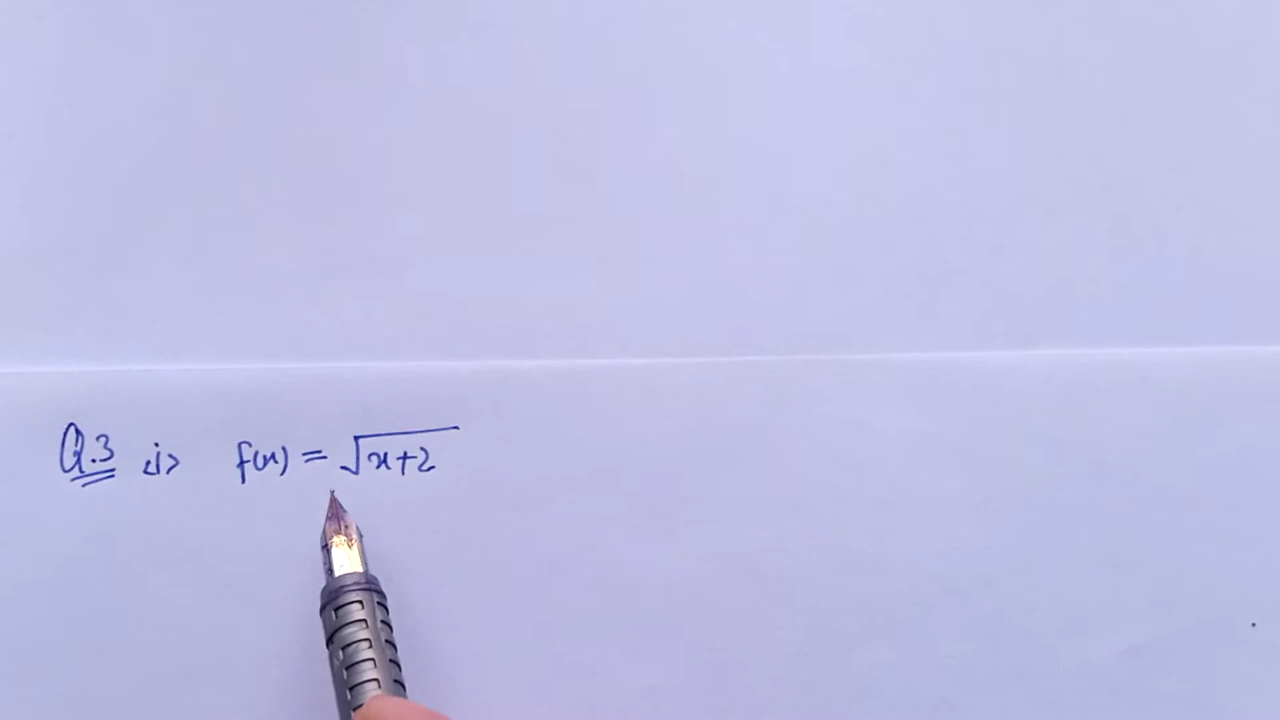 Q.3 (i) f(x) = √x+2